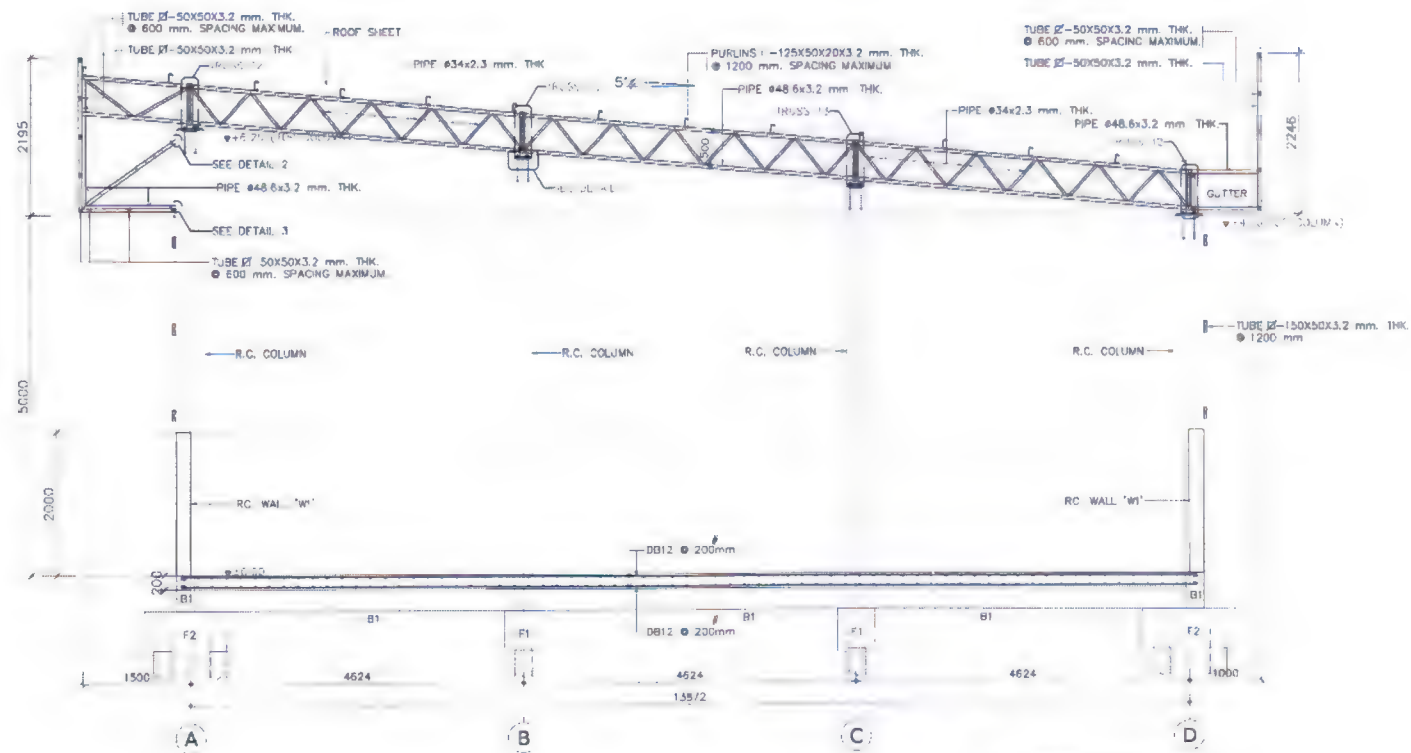 TUBE Ø-50X50X3.2 mm. THK.
@ 600 mm. SPACING MAXIMUM.
TUBE Ø-50X50X3.2 mm THK
ROOF SHEET
PIPE ø34x2.3 mm. THK
5%
PURLINS -125X50X20X3.2 mm. THK.
@ 1200 mm. SPACING MAXIMUM
PIPE ø48.6x3.2 mm. THK.
PIPE ø34x2.3 mm. THK
TUBE Ø-50X50X3.2 mm. THK.
@ 600 mm. SPACING MAXIMUM.
TUBE Ø-50X50X3.2 mm. THK.
PIPE ø48.6x3.2 mm THK.
2195
2246
GUTTER
SEE DETAIL 2
PIPE ø48.6x3.2 mm. THK.
SEE DETAIL 3
TUBE Ø 50X50X3.2 mm. THK.
@ 600 mm. SPACING MAXIMUM.
TUBE Ø-150X50X3.2 mm. THK
@ 1200 mm
R.C. COLUMN
R.C. COLUMN
R.C. COLUMN
R.C. COLUMN
5000
2000
RC WALL 'W1'
RC WALL 'W1'
DB12 @ 200mm
200
B1
B1
B1
B1
B1
F2
F1
DB12 @ 200mm
F1
F2
1500
4624
4624
4624
1000
13872
A
B
C
D